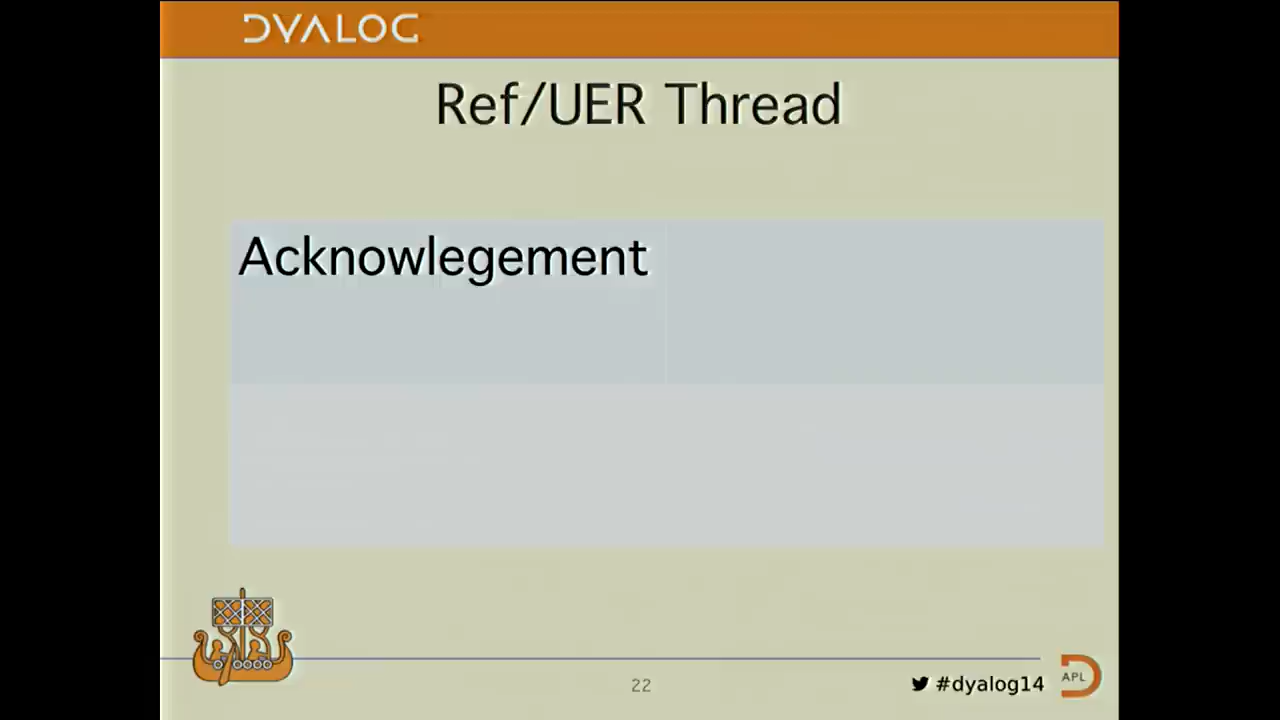 DYALOG
Ref/UER Thread
Acknowlegement
22
#dyalog14
APL